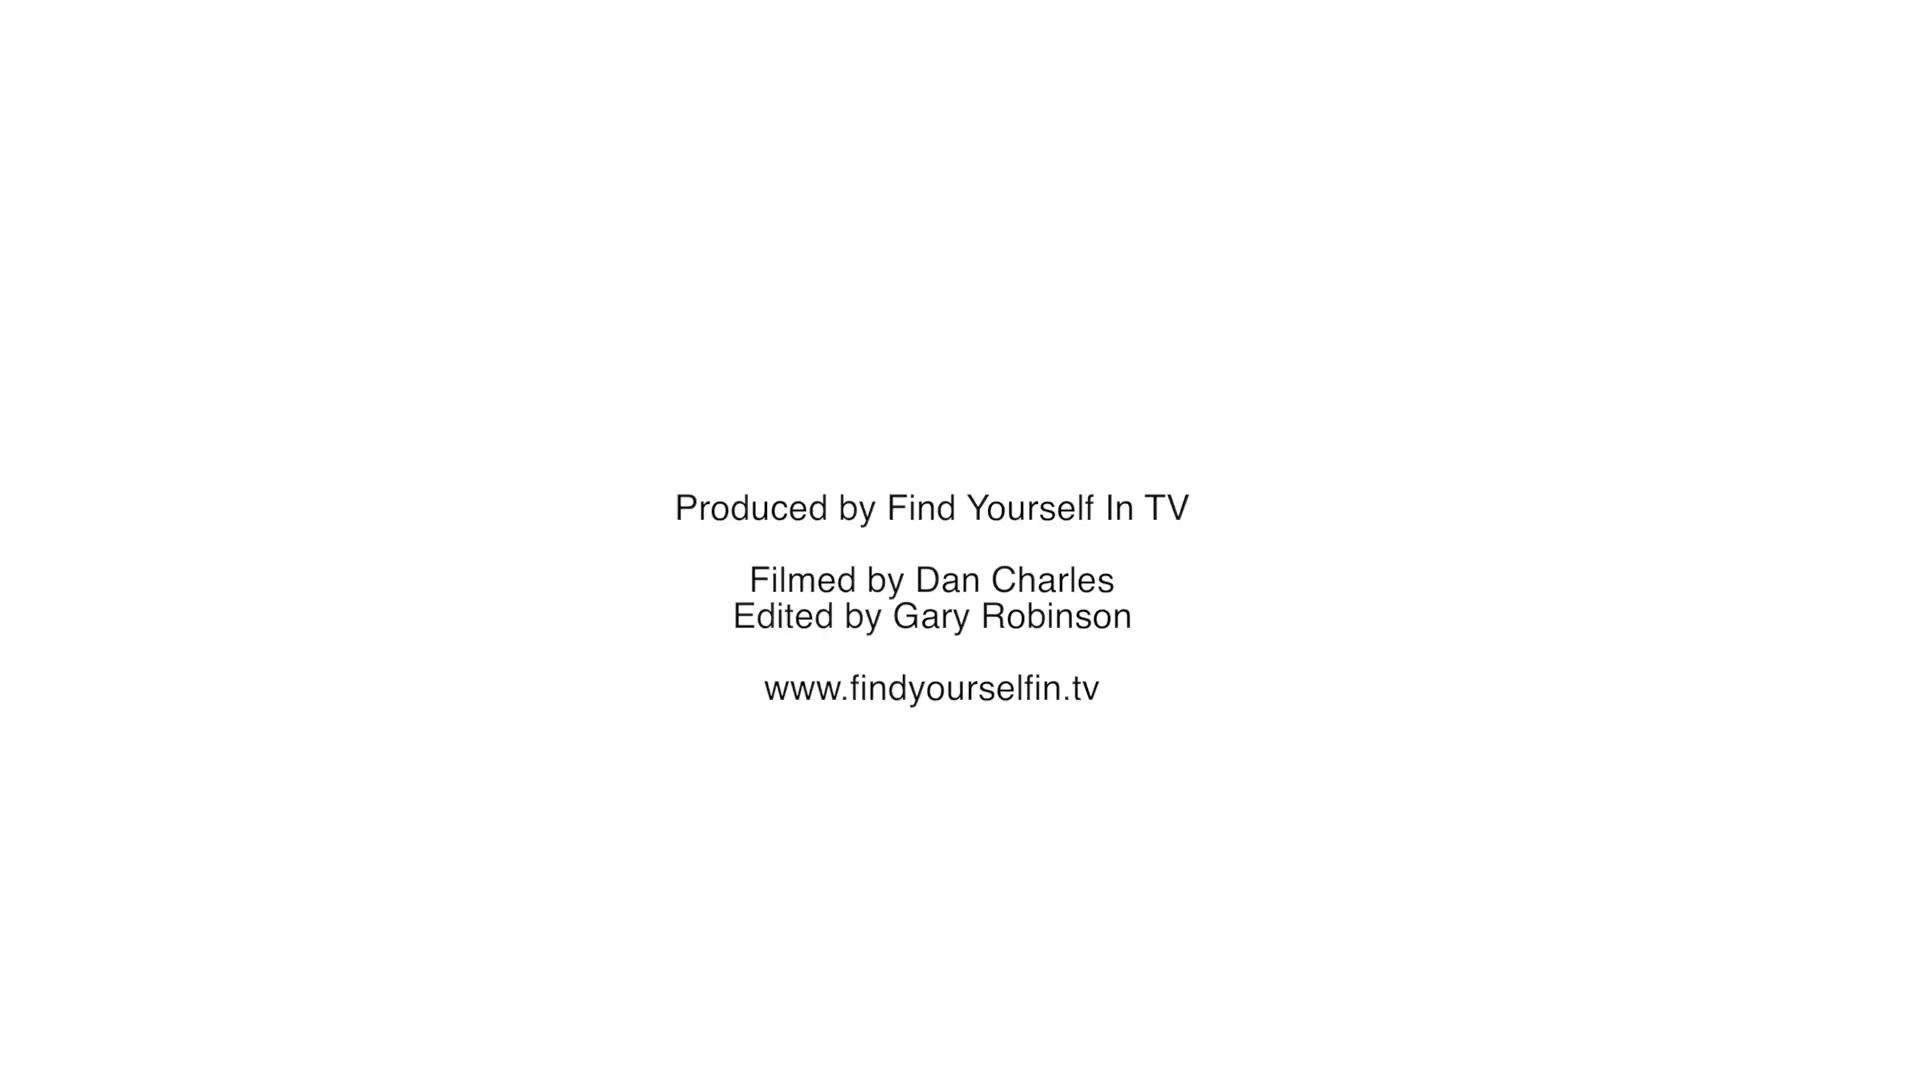 Produced by Find Yourself In TV
Filmed by Dan Charles
Edited by Gary Robinson
www.findyourselfin.tv